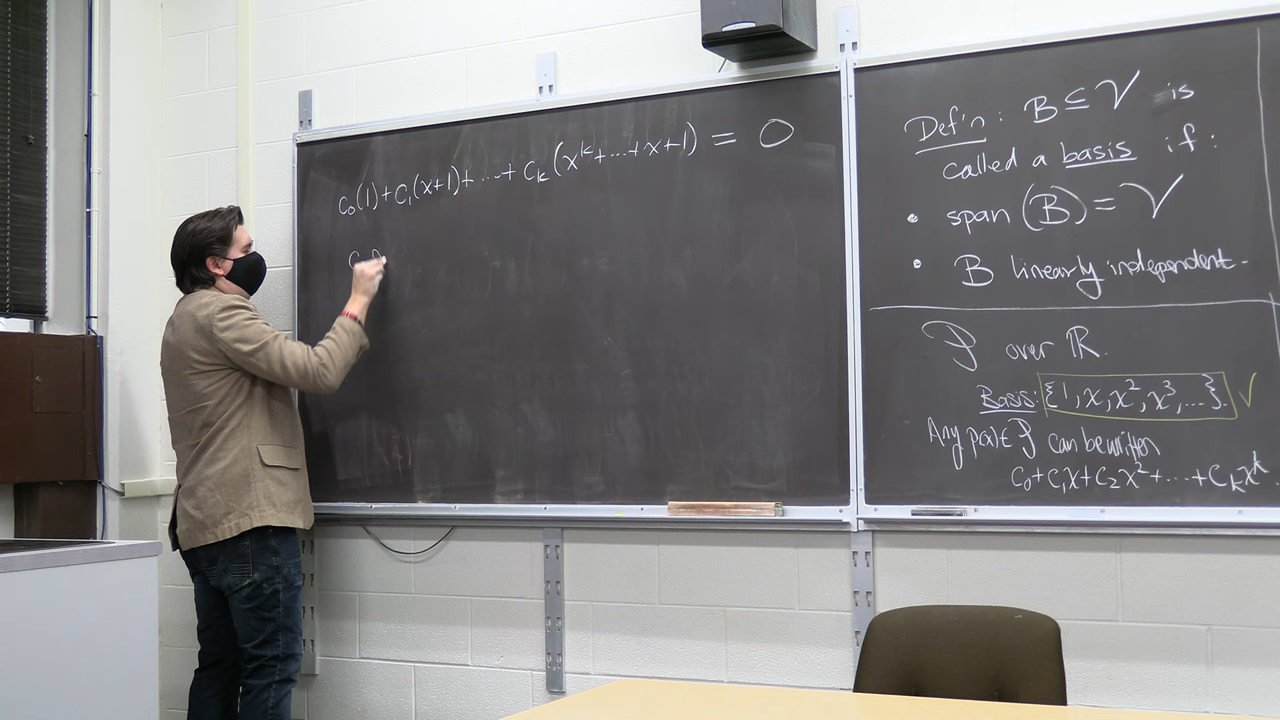 c₀(1)+c₁(x+1)+...+cₖ(xᵏ+...+x+1) = 0
Def'n: B ⊆ V is
called a basis if:
• span (B) = V
• B linearly independent.
P over ℝ.
Basis: {1, x, x², x³, ...}. ✓
Any p(x) ∈ P can be written
c₀+c₁x+c₂x²+...+cₖxᵏ.